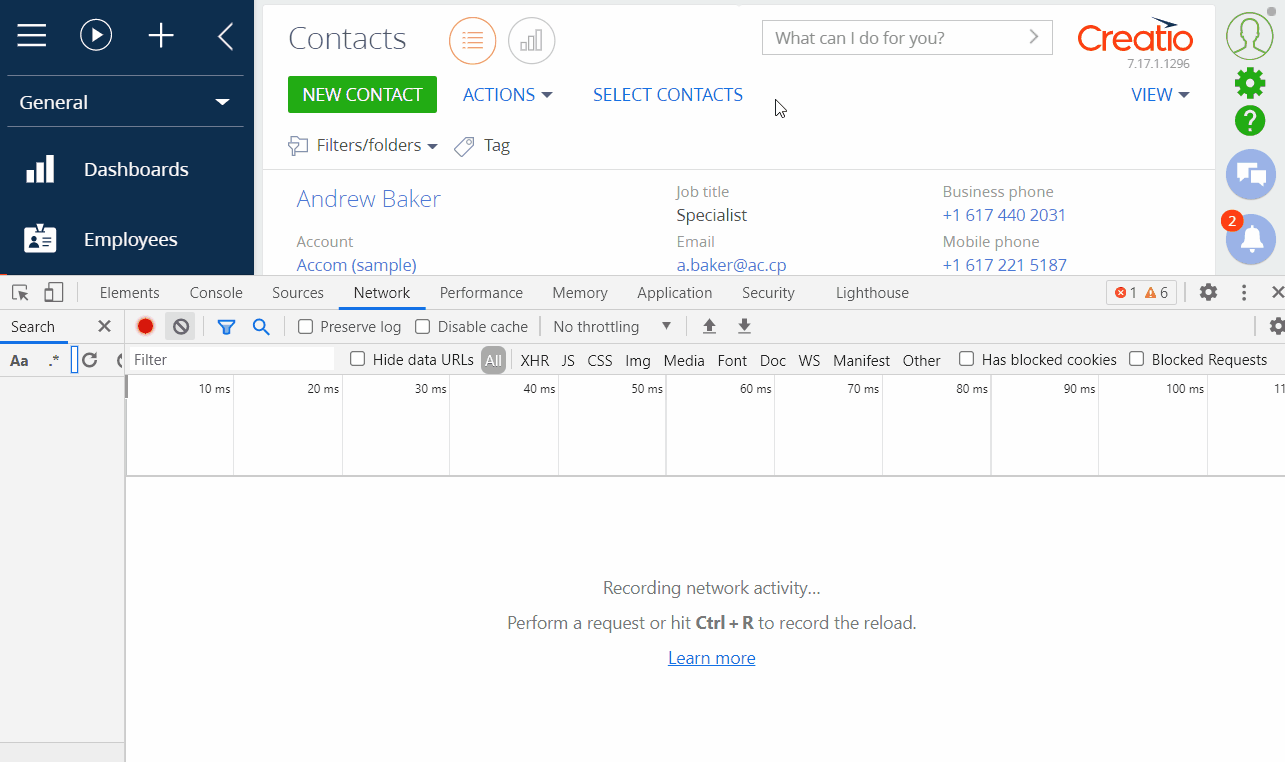 Contacts
What can I do for you?
Creatio
7.17.1.1296
General
NEW CONTACT
ACTIONS
SELECT CONTACTS
VIEW
Filters/folders
Tag
Dashboards
Employees
Andrew Baker
Job title
Specialist
Business phone
+1 617 440 2031
Account
Accom (sample)
Email
a.baker@ac.cp
Mobile phone
+1 617 221 5187
?
2
Elements Console Sources Network Performance Memory Application Security Lighthouse 1 6
Search
Preserve log Disable cache No throttling
Aa .*
Filter Hide data URLs All XHR JS CSS Img Media Font Doc WS Manifest Other Has blocked cookies Blocked Requests
10 ms 20 ms 30 ms 40 ms 50 ms 60 ms 70 ms 80 ms 90 ms 100 ms 11
Recording network activity…
Perform a request or hit Ctrl + R to record the reload.
Learn more